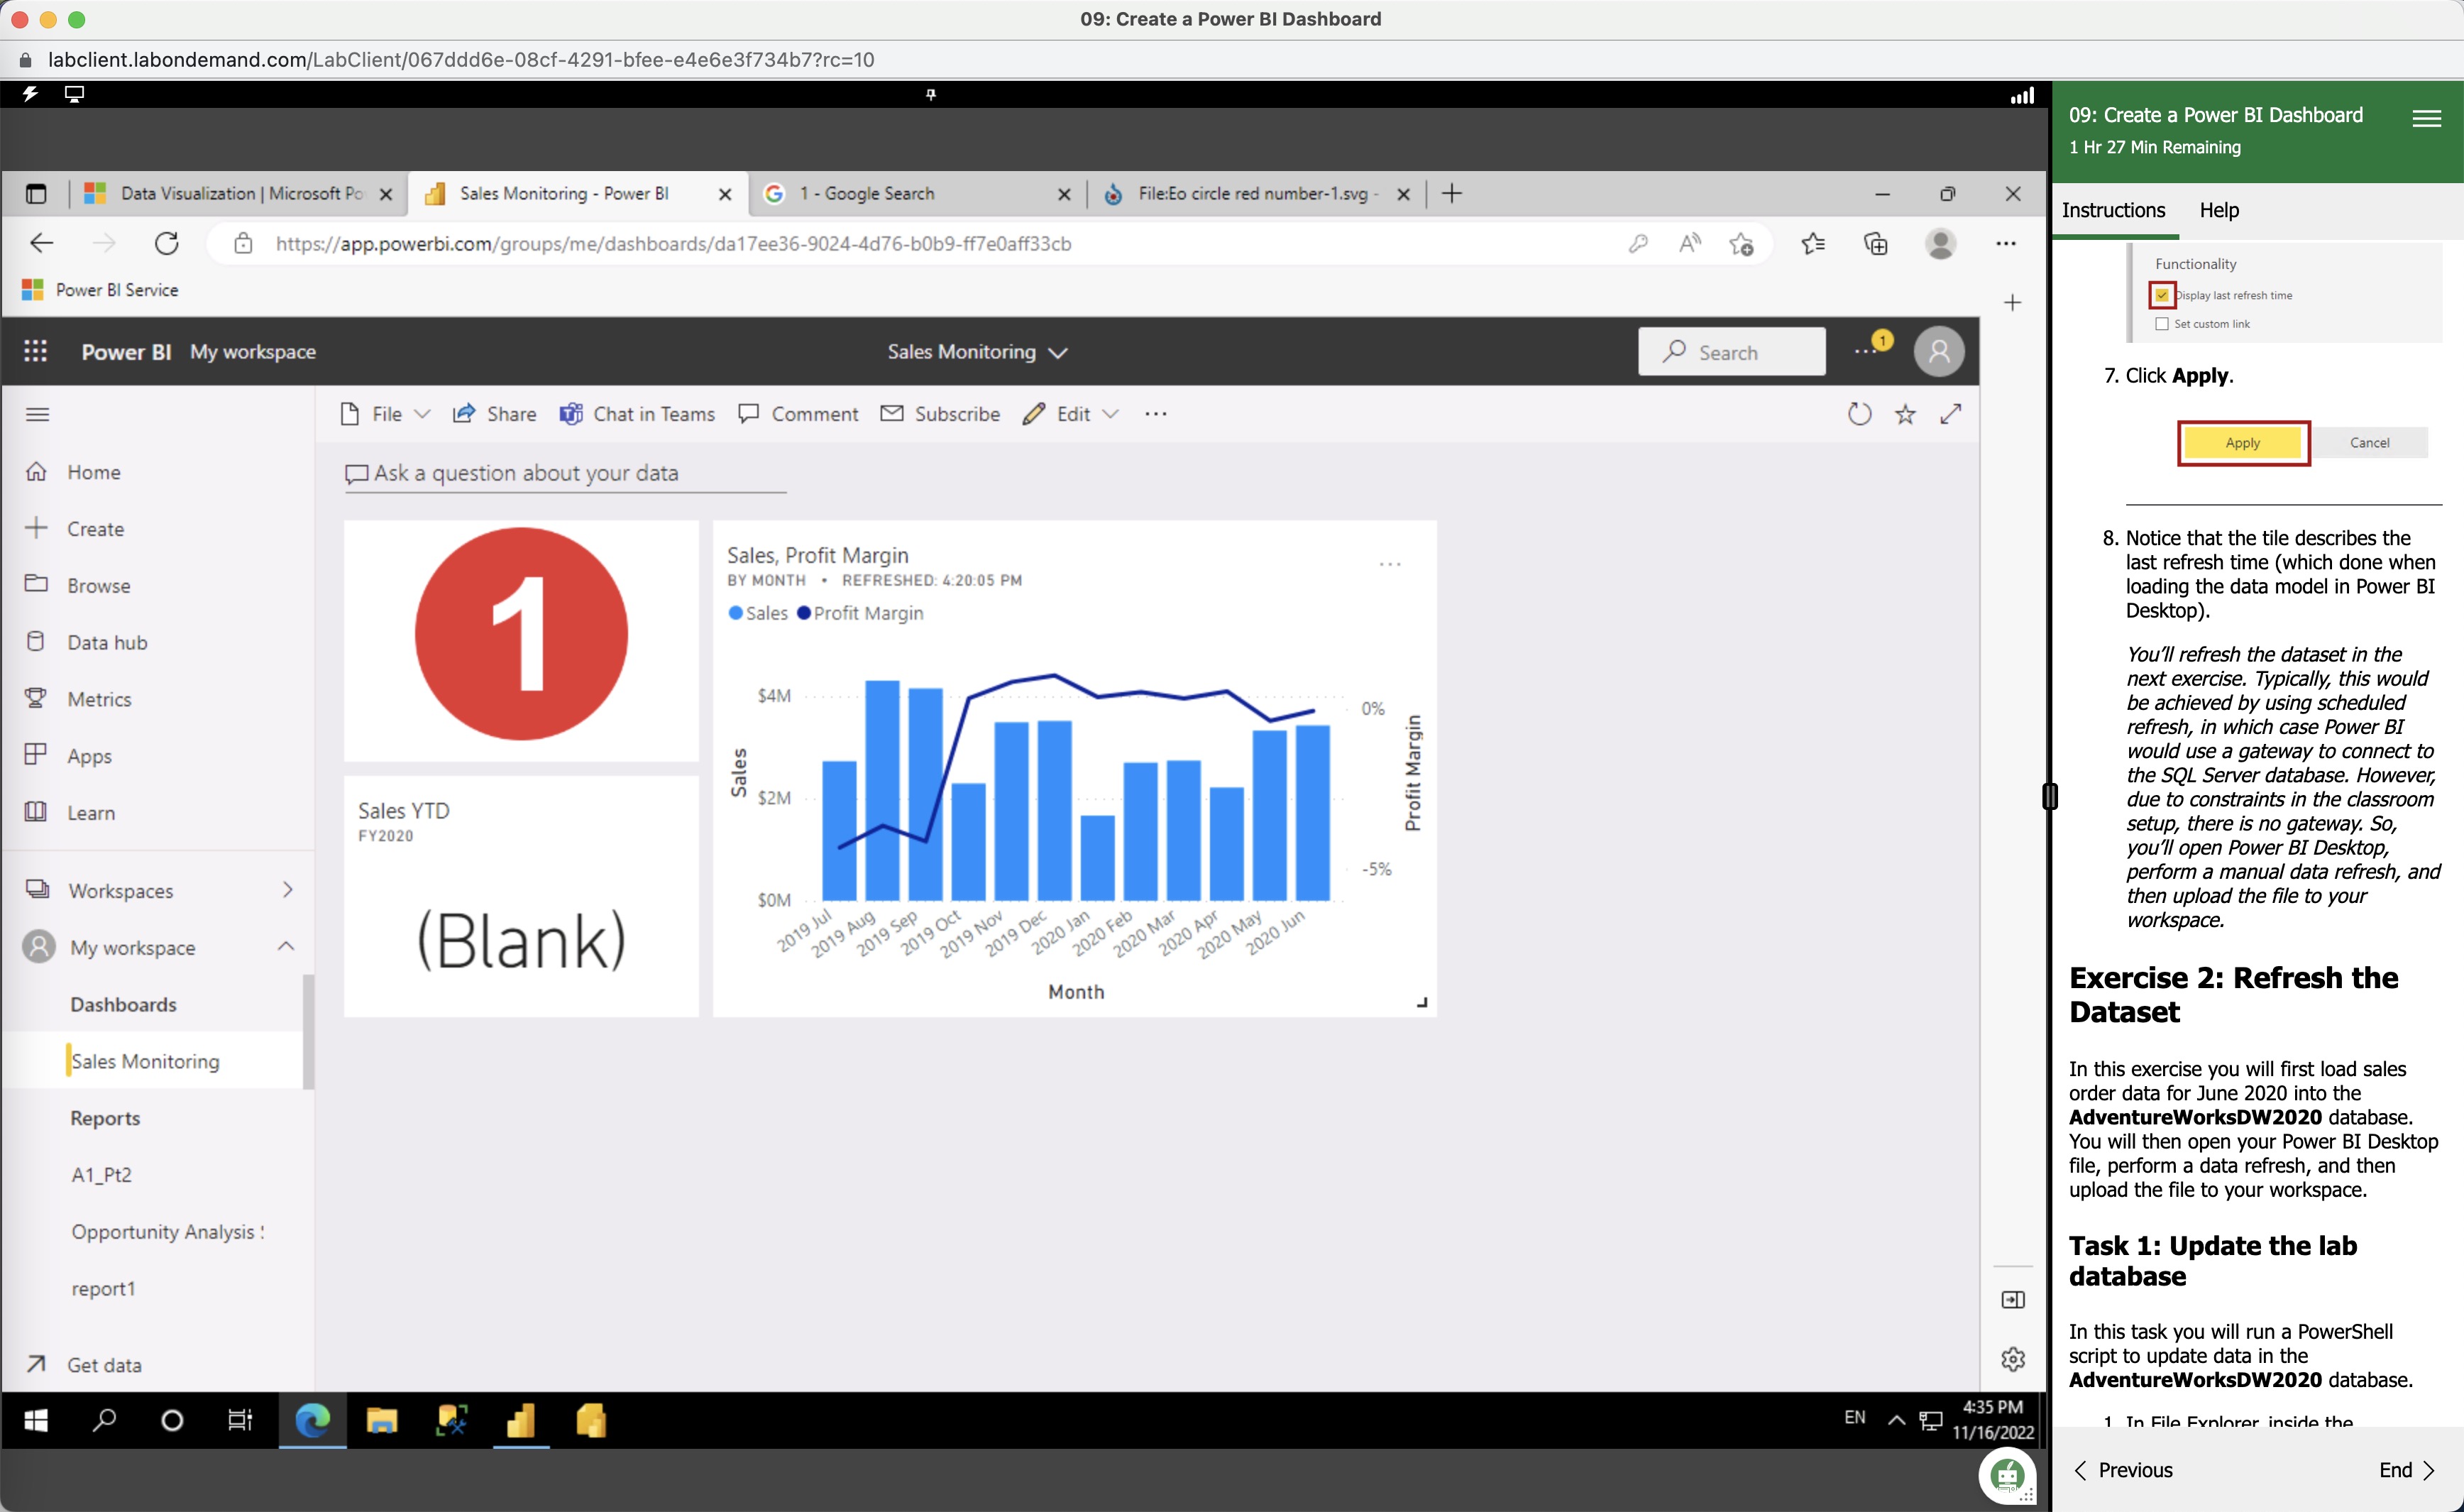 09: Create a Power BI Dashboard
labclient.labondemand.com/LabClient/067ddd6e-08cf-4291-bfee-e4e6e3f734b7?rc=10
Data Visualization | Microsoft Po
Sales Monitoring - Power BI
1 - Google Search
File:Eo circle red number-1.svg -
https://app.powerbi.com/groups/me/dashboards/da17ee36-9024-4d76-b0b9-ff7e0aff33cb
Power BI Service
Power BI My workspace
Sales Monitoring
Search
1
File
Share
Chat in Teams
Comment
Subscribe
Edit
Home
Create
Browse
Data hub
Metrics
Apps
Learn
Workspaces
My workspace
Dashboards
Sales Monitoring
Reports
A1_Pt2
Opportunity Analysis
report1
Get data
Ask a question about your data
1
Sales YTD
FY2020
(Blank)
Sales, Profit Margin
BY MONTH • REFRESHED: 4:20:05 PM
Sales Profit Margin
$4M
$2M
$0M
Sales
0%
-5%
Profit Margin
2019 Jul
2019 Aug
2019 Sep
2019 Oct
2019 Nov
2019 Dec
2020 Jan
2020 Feb
2020 Mar
2020 Apr
2020 May
2020 Jun
Month
EN
4:35 PM
11/16/2022
09: Create a Power BI Dashboard
1 Hr 27 Min Remaining
Instructions
Help
Functionality
Display last refresh time
Set custom link
7. Click Apply.
Apply
Cancel
8. Notice that the tile describes the
last refresh time (which done when
loading the data model in Power BI
Desktop).
You’ll refresh the dataset in the
next exercise. Typically, this would
be achieved by using scheduled
refresh, in which case Power BI
would use a gateway to connect to
the SQL Server database. However,
due to constraints in the classroom
setup, there is no gateway. So,
you’ll open Power BI Desktop,
perform a manual data refresh, and
then upload the file to your
workspace.
Exercise 2: Refresh the
Dataset
In this exercise you will first load sales
order data for June 2020 into the
AdventureWorksDW2020 database.
You will then open your Power BI Desktop
file, perform a data refresh, and then
upload the file to your workspace.
Task 1: Update the lab
database
In this task you will run a PowerShell
script to update data in the
AdventureWorksDW2020 database.
1. In File Explorer, inside the
Previous
End